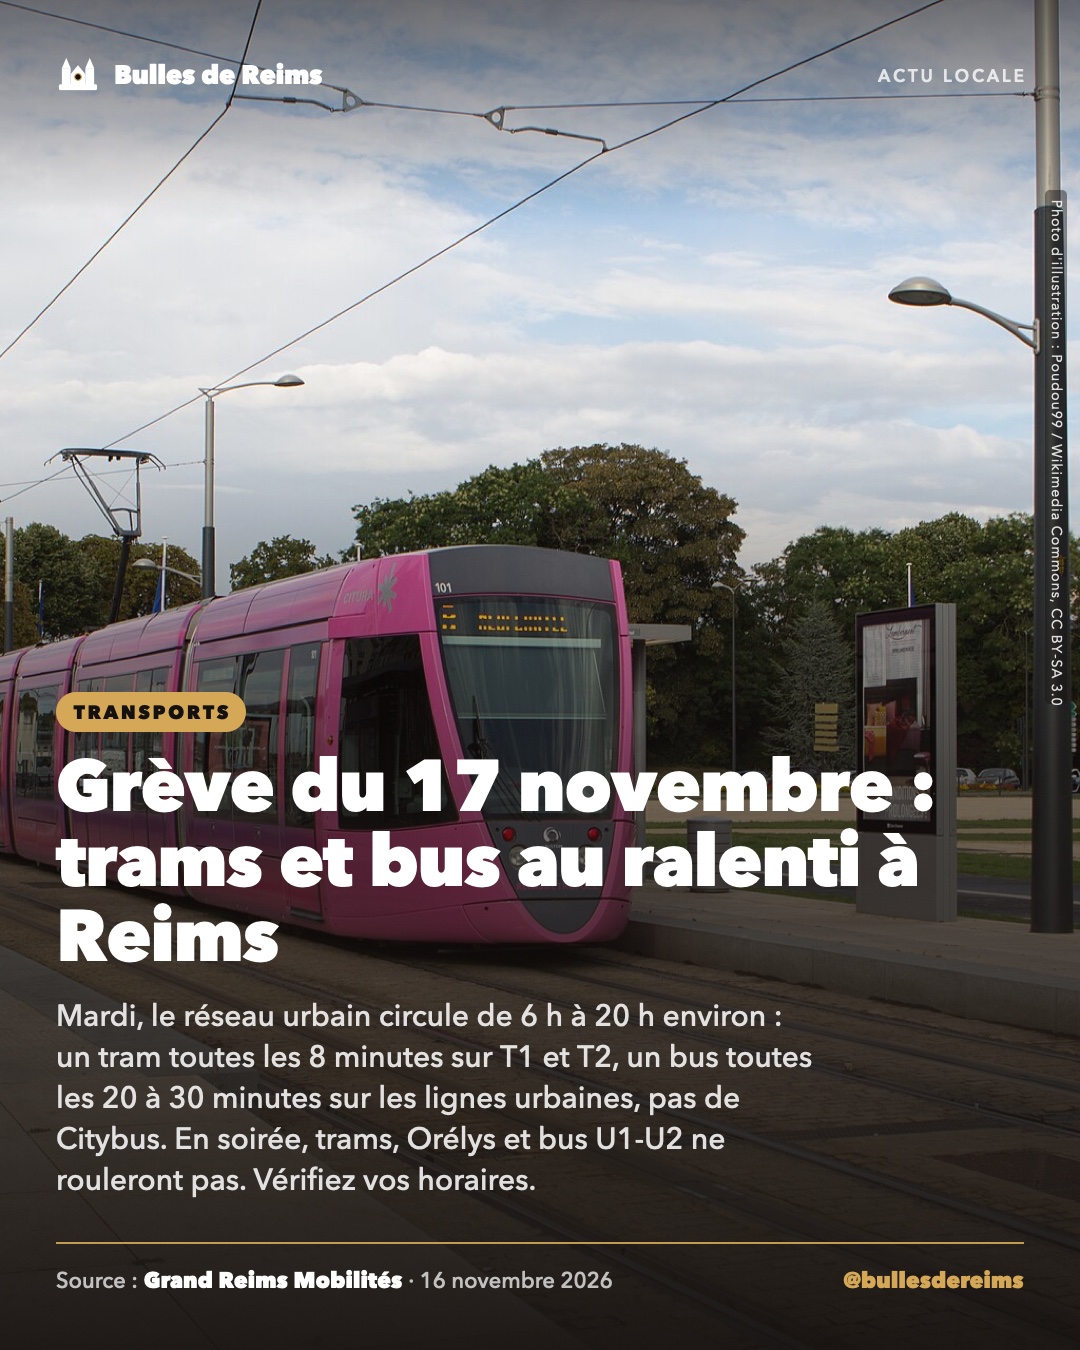 Bulles de Reims
ACTU LOCALE
Photo d'illustration : Poudou99 / Wikimedia Commons, CC BY-SA 3.0
CITURA
101
TRANSPORTS
Grève du 17 novembre :
trams et bus au ralenti à
Reims
Mardi, le réseau urbain circule de 6 h à 20 h environ :
un tram toutes les 8 minutes sur T1 et T2, un bus toutes
les 20 à 30 minutes sur les lignes urbaines, pas de
Citybus. En soirée, trams, Orélys et bus U1-U2 ne
rouleront pas. Vérifiez vos horaires.
Source : Grand Reims Mobilités · 16 novembre 2026
@bullesdereims